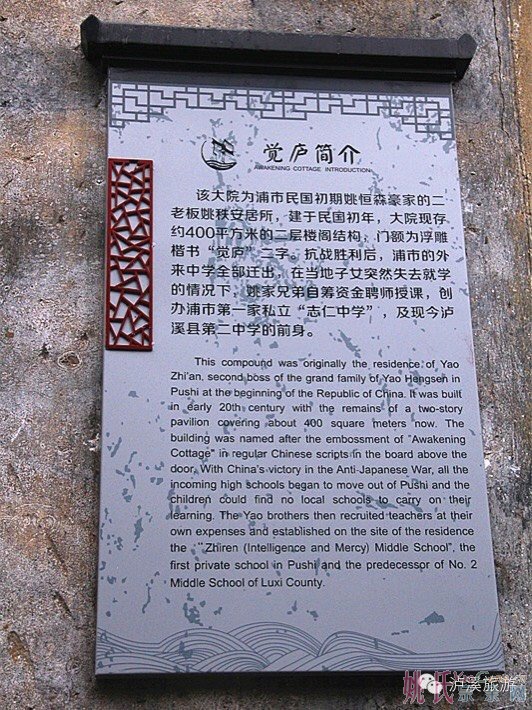 觉庐简介
AWAKENING COTTAGE INTRODUCTION
该大院为浦市民国初期姚恒森豪家的二
老板姚秩安居所，建于民国初年，大院现存
约400平方米的二层楼阁结构，门额为浮雕
楷书“觉庐”二字。抗战胜利后，浦市的外
来中学全部迁出，在当地子女突然失去就学
的情况下，姚家兄弟自筹资金聘师授课，创
办浦市第一家私立“志仁中学”，及现今泸
溪县第二中学的前身。
This compound was originally the residence of Yao
Zhi'an, second boss of the grand family of Yao Hengsen in
Pushi at the beginning of the Republic of China. It was built
in early 20th century with the remains of a two-story
pavilion covering about 400 square meters now. The
building was named after the embossment of "Awakening
Cottage" in regular Chinese scripts in the board above the
door. With China's victory in the Anti-Japanese War, all the
incoming high schools began to move out of Pushi and the
children could find no local schools to carry on their
learning. The Yao brothers then recruited teachers at their
own expenses and established on the site of the residence
the "Zhiren (Intelligence and Mercy) Middle School", the
first private school in Pushi and the predecessor of No. 2
Middle School of Luxi County.
泸溪旅游